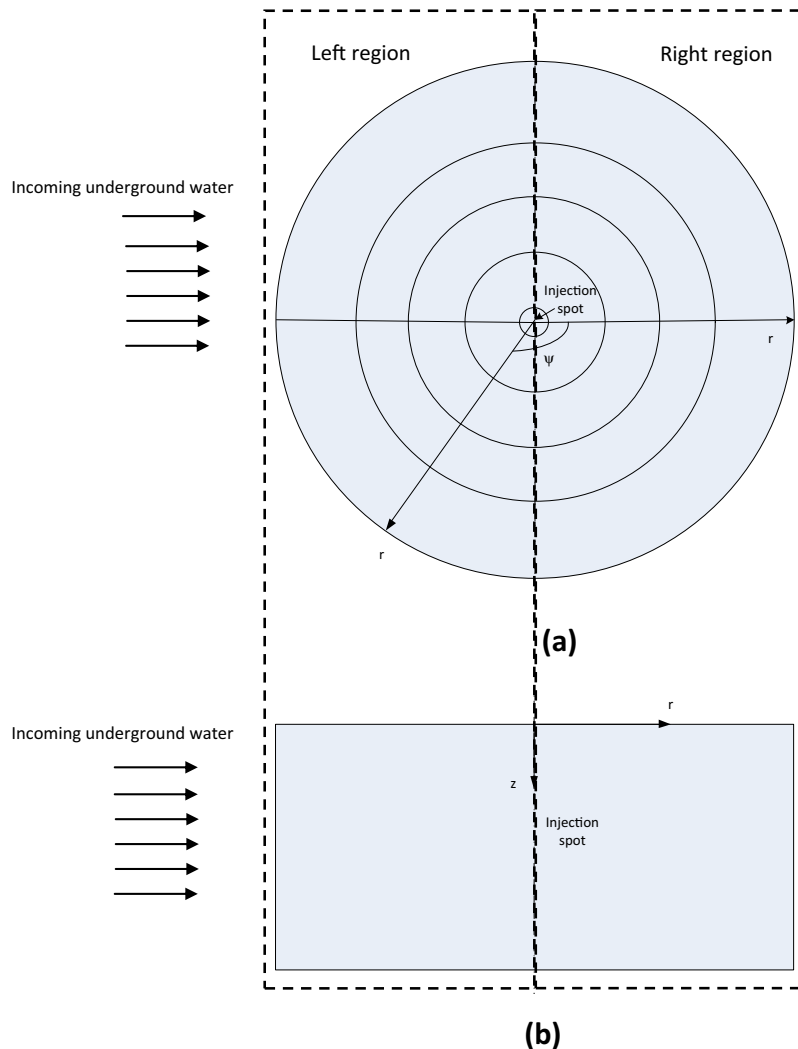 Left region
Right region
Incoming underground water
Injection
spot
r
ψ
r
(a)
Incoming underground water
r
z
Injection
spot
(b)